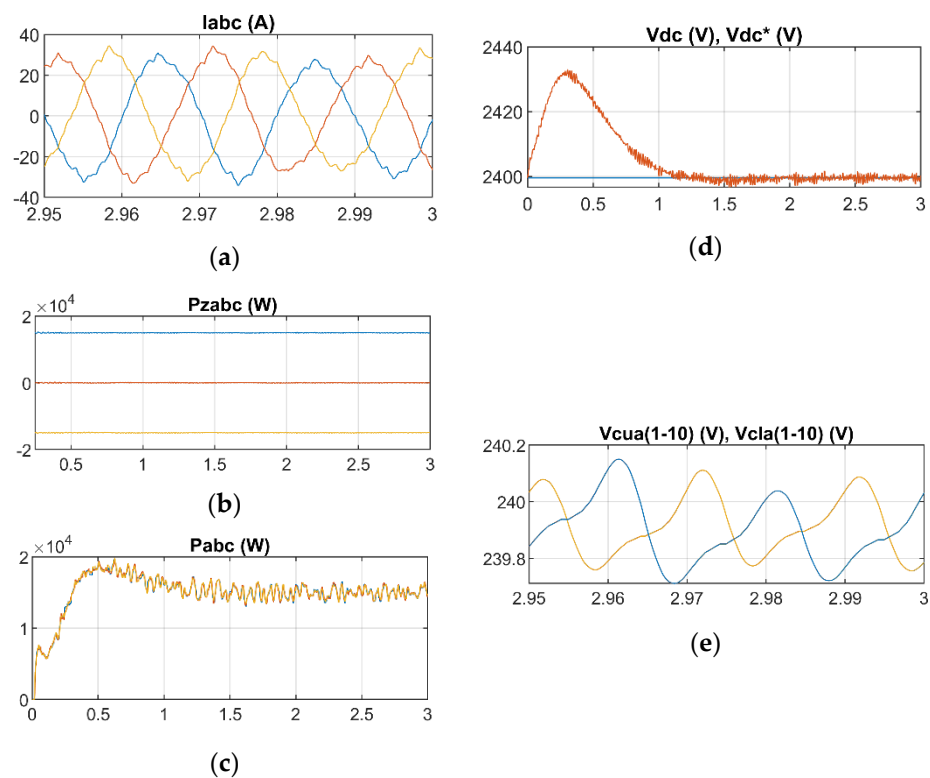 Iabc (A)
40
20
0
-20
-40
2.95 2.96 2.97 2.98 2.99 3
(a)
Pzabc (W)
×10^4
2
0
-2
0.5 1 1.5 2 2.5 3
(b)
Pabc (W)
×10^4
2
1
0
0 0.5 1 1.5 2 2.5 3
(c)
Vdc (V), Vdc* (V)
2440
2420
2400
0 0.5 1 1.5 2 2.5 3
(d)
Vcua(1-10) (V), Vcla(1-10) (V)
240.2
240
239.8
2.95 2.96 2.97 2.98 2.99 3
(e)